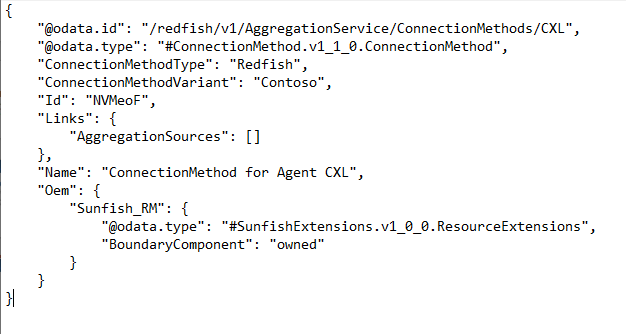 {
    "@odata.id": "/redfish/v1/AggregationService/ConnectionMethods/CXL",
    "@odata.type": "#ConnectionMethod.v1_1_0.ConnectionMethod",
    "ConnectionMethodType": "Redfish",
    "ConnectionMethodVariant": "Contoso",
    "Id": "NVMeoF",
    "Links": {
        "AggregationSources": []
    },
    "Name": "ConnectionMethod for Agent CXL",
    "Oem": {
        "Sunfish_RM": {
            "@odata.type": "#SunfishExtensions.v1_0_0.ResourceExtensions",
            "BoundaryComponent": "owned"
        }
    }
}